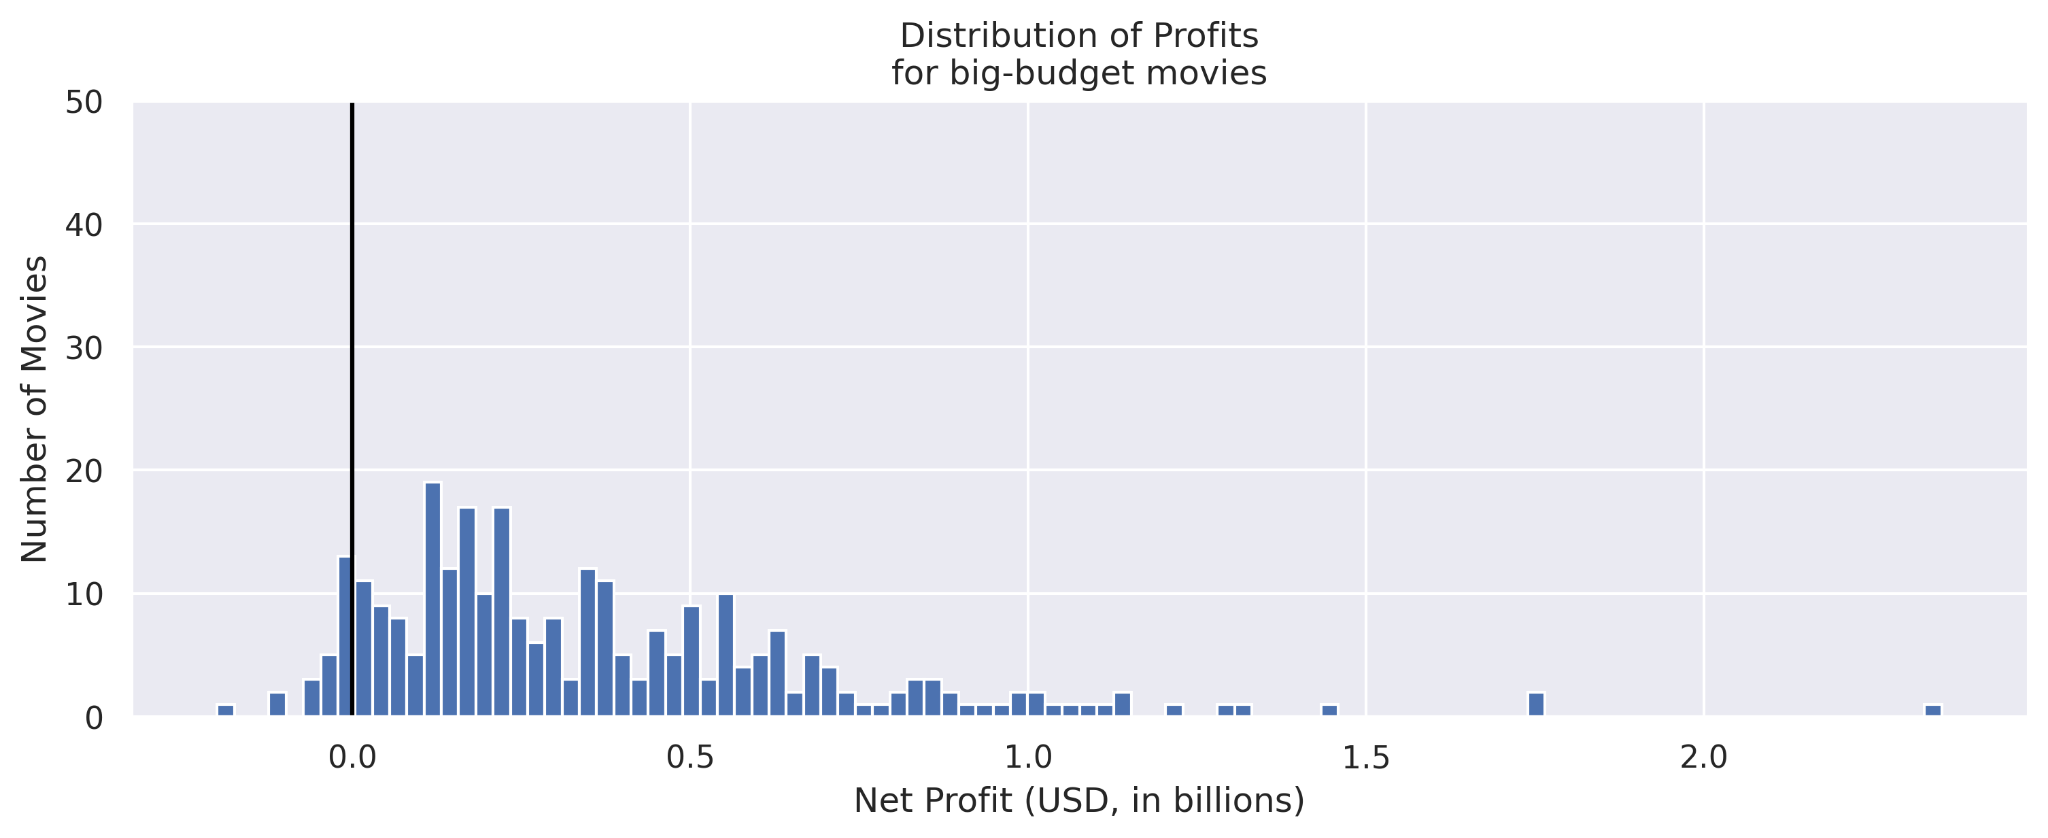 Distribution of Profits
for big-budget movies
50
40
30
20
10
0
Number of Movies
0.0 0.5 1.0 1.5 2.0
Net Profit (USD, in billions)